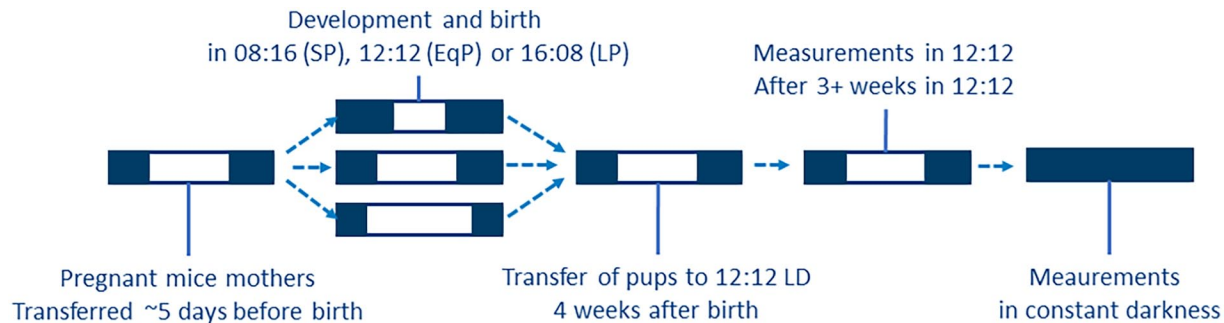 Development and birth
in 08:16 (SP), 12:12 (EqP) or 16:08 (LP)
Measurements in 12:12
After 3+ weeks in 12:12
Pregnant mice mothers
Transferred ~5 days before birth
Transfer of pups to 12:12 LD
4 weeks after birth
Meaurements
in constant darkness